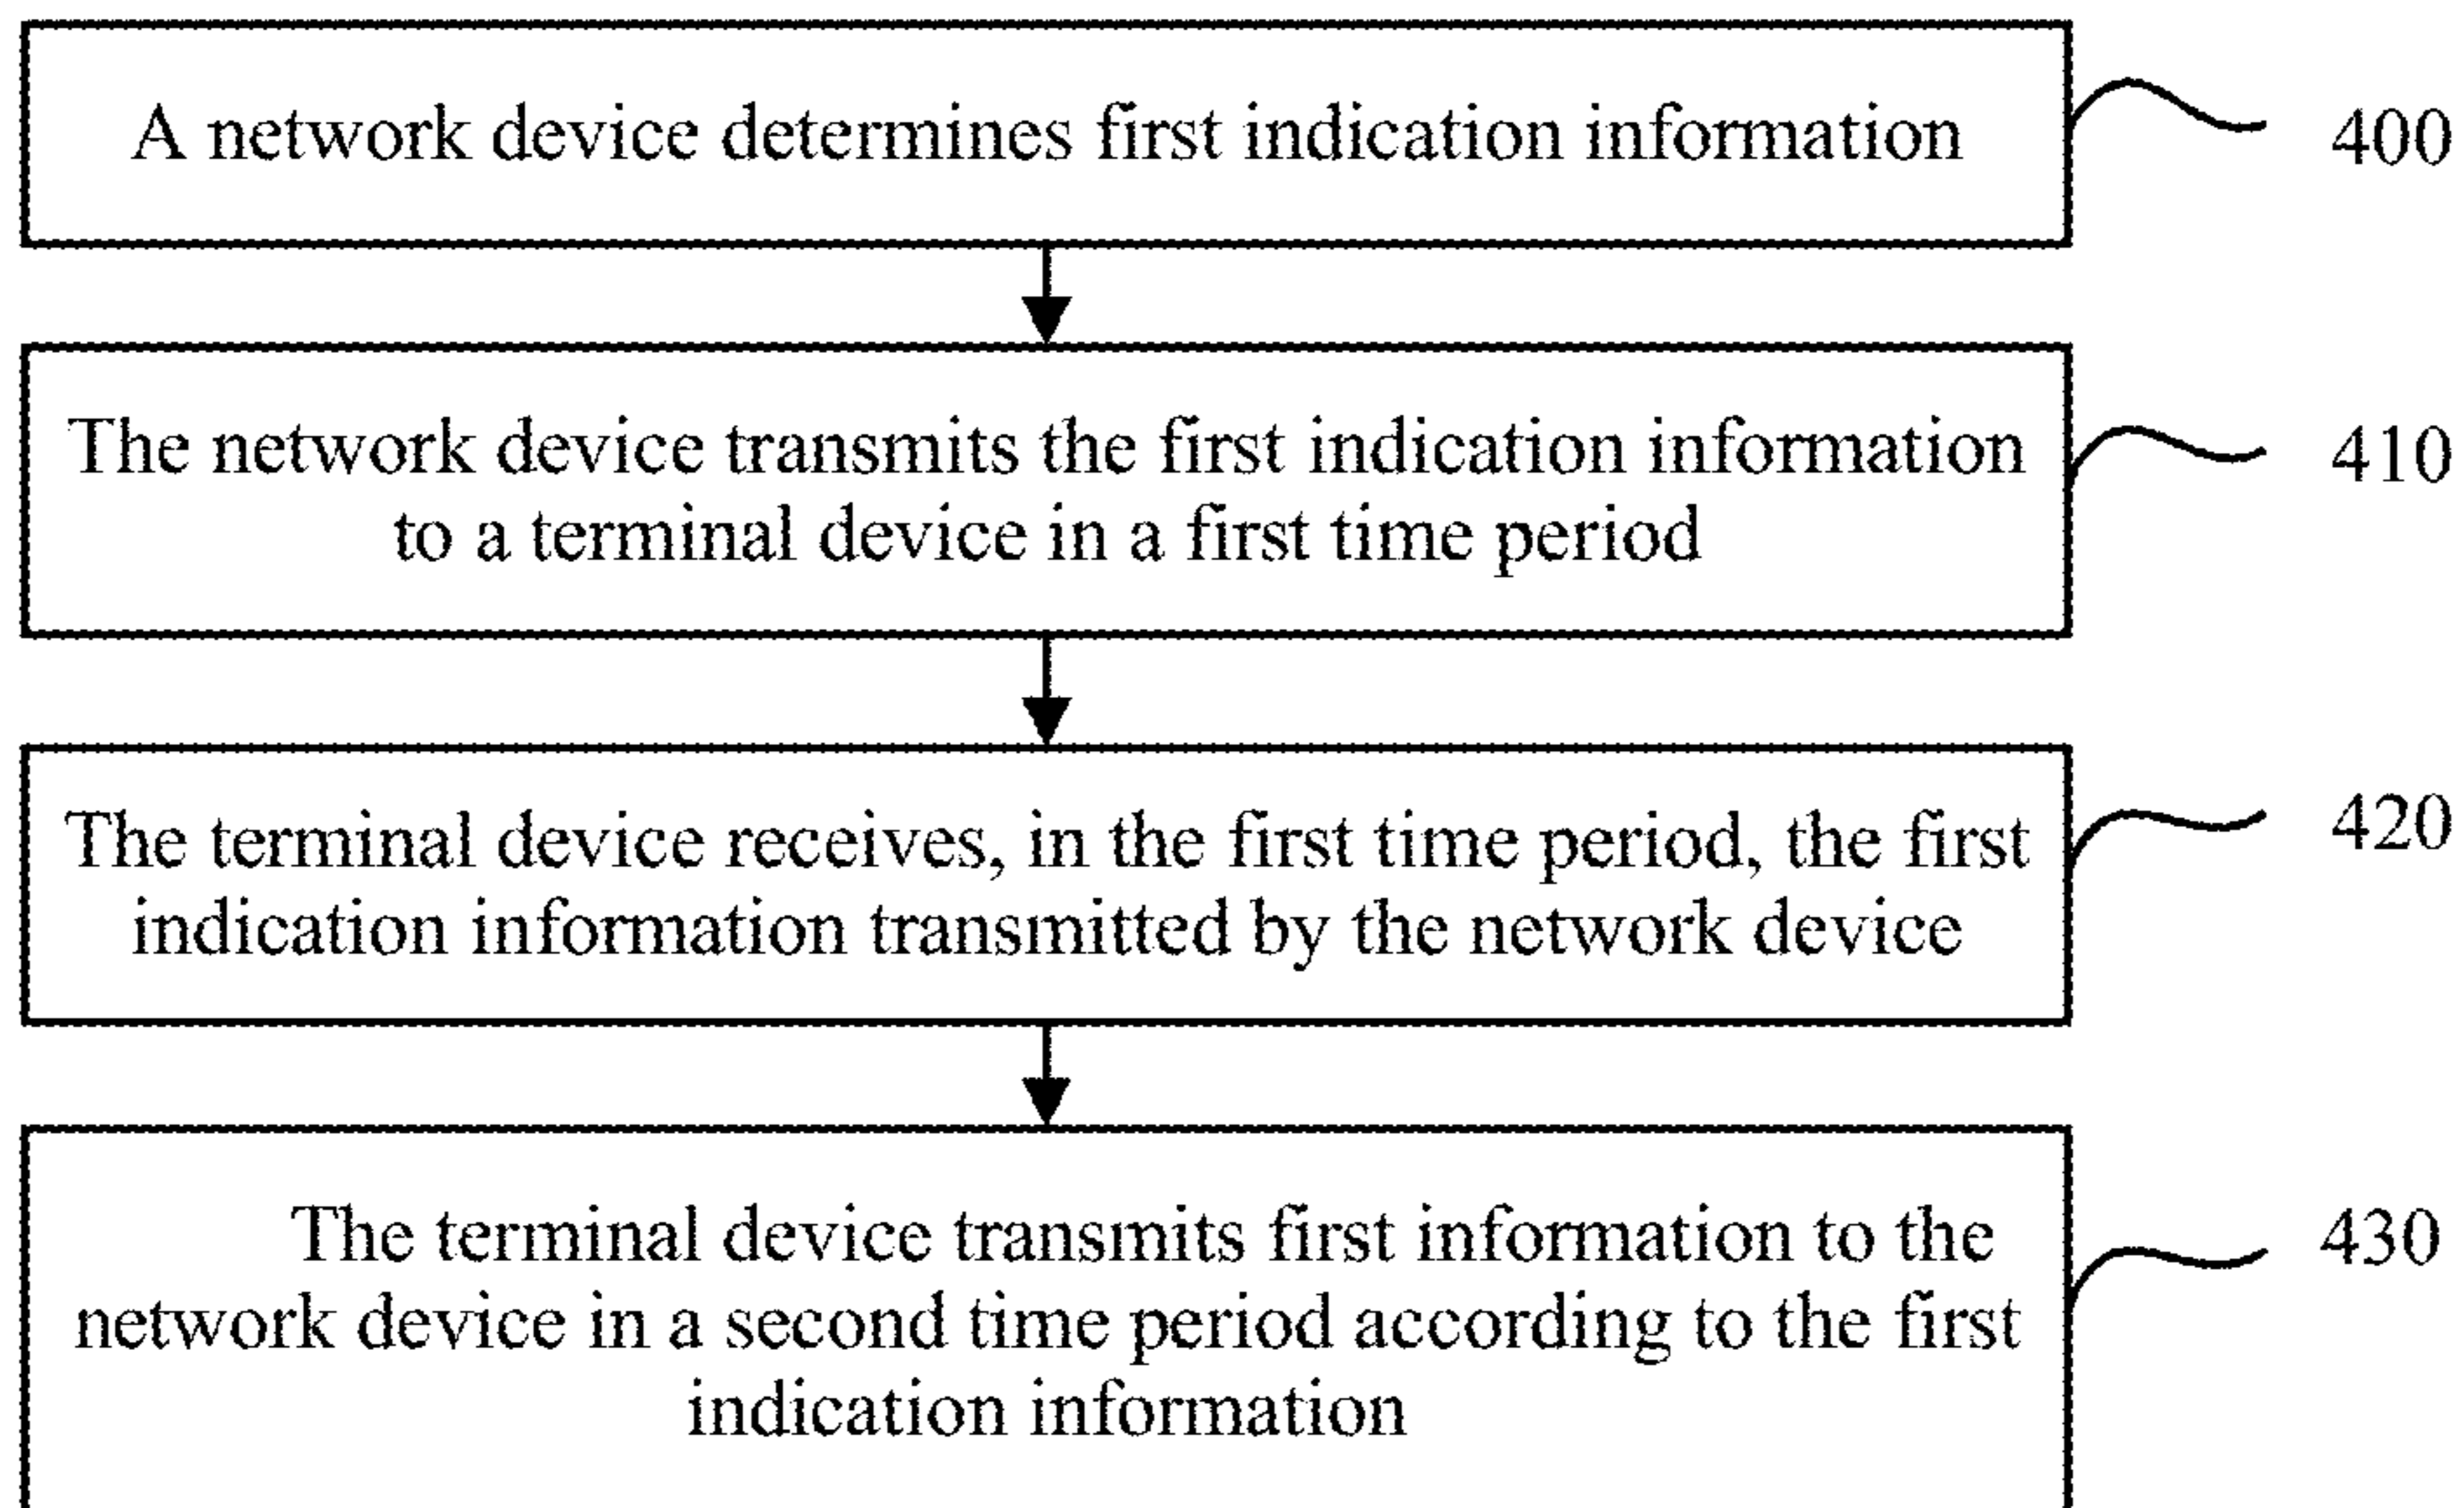 A network device determines first indication information
400
The network device transmits the first indication information
to a terminal device in a first time period
410
The terminal device receives, in the first time period, the first
indication information transmitted by the network device
420
The terminal device transmits first information to the
network device in a second time period according to the first
indication information
430